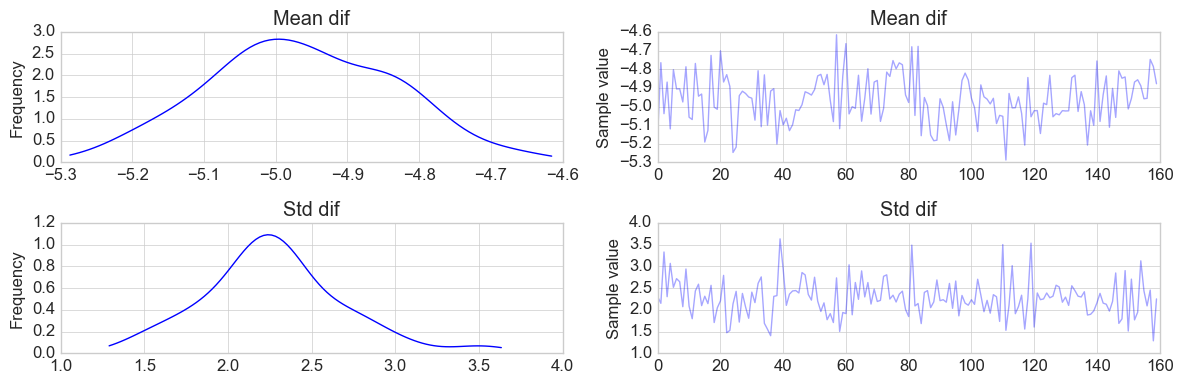 Mean dif
Frequency
3.0
2.5
2.0
1.5
1.0
0.5
0.0
−5.3 −5.2 −5.1 −5.0 −4.9 −4.8 −4.7 −4.6
Mean dif
Sample value
−4.6
−4.7
−4.8
−4.9
−5.0
−5.1
−5.2
−5.3
0 20 40 60 80 100 120 140 160
Std dif
Frequency
1.2
1.0
0.8
0.6
0.4
0.2
0.0
1.0 1.5 2.0 2.5 3.0 3.5 4.0
Std dif
Sample value
4.0
3.5
3.0
2.5
2.0
1.5
1.0
0 20 40 60 80 100 120 140 160